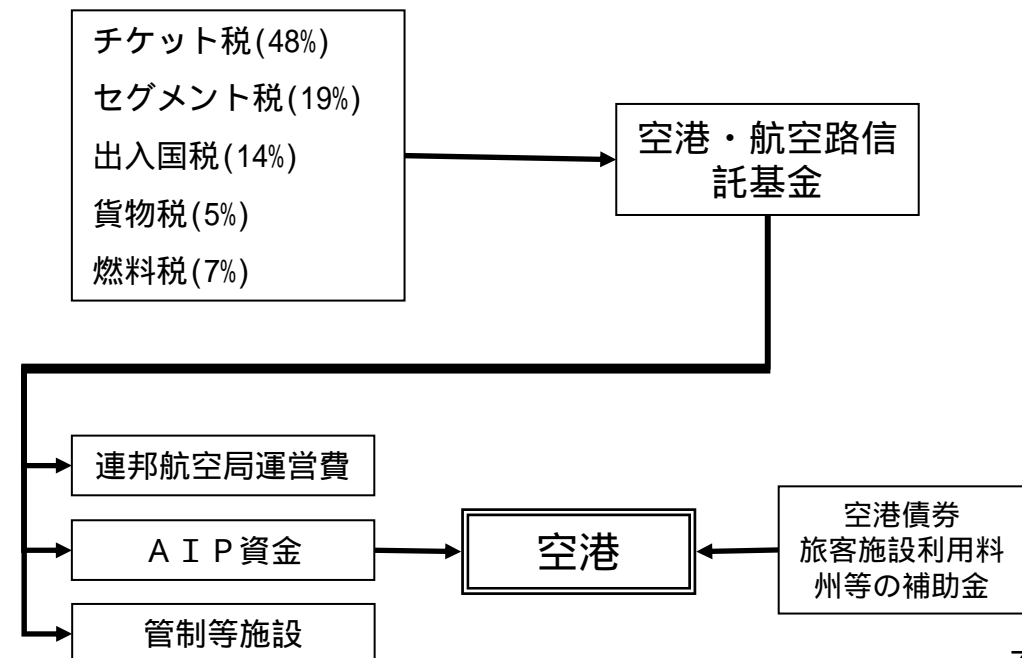 チケット税(48%)
セグメント税(19%)
出入国税(14%)
貨物税(5%)
燃料税(7%)
空港・航空路信
託基金
連邦航空局運営費
ＡＩＰ資金
空港
空港債券
旅客施設利用料
州等の補助金
管制等施設